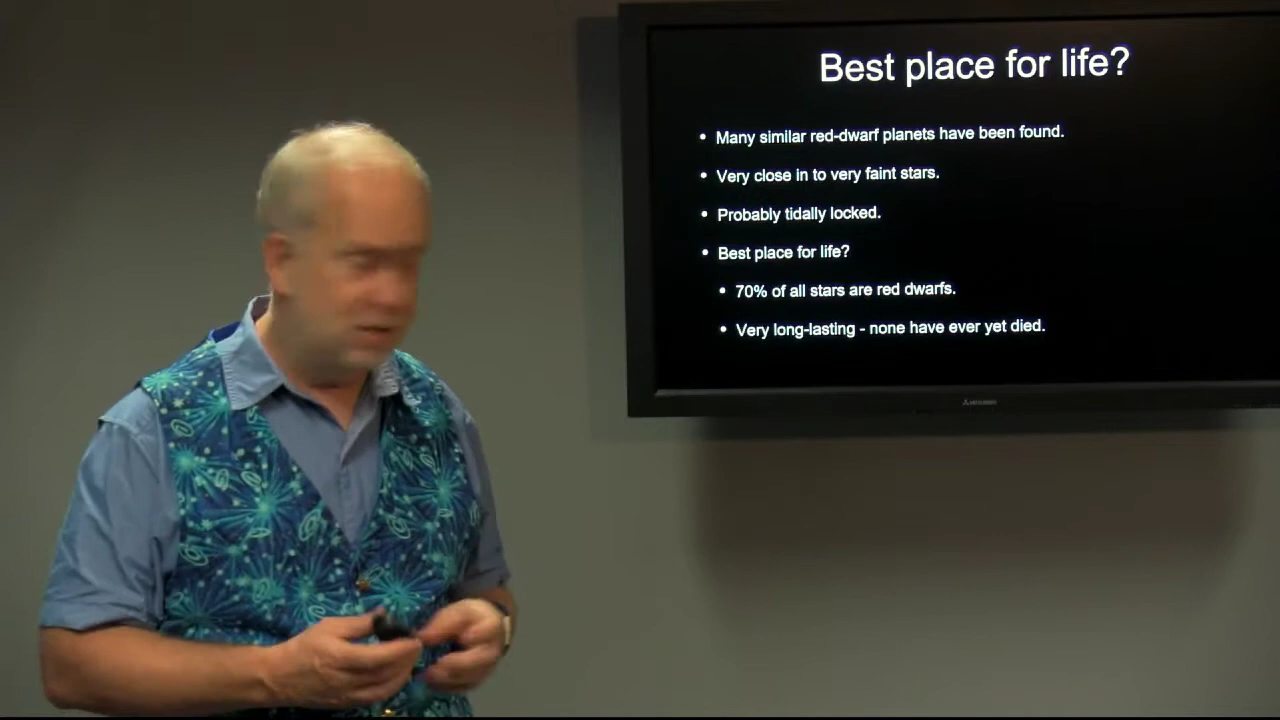 Best place for life?
• Many similar red-dwarf planets have been found.
• Very close in to very faint stars.
• Probably tidally locked.
• Best place for life?
• 70% of all stars are red dwarfs.
• Very long-lasting - none have ever yet died.